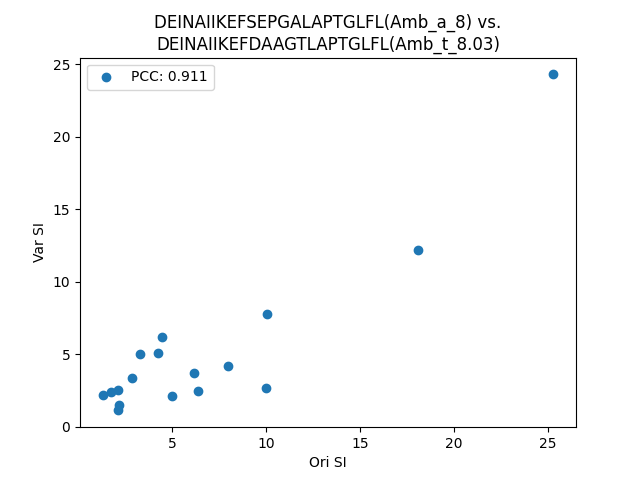 DEINAIIKEFSEPGALAPTGLFL(Amb_a_8) vs.
DEINAIIKEFDAAGTLAPTGLFL(Amb_t_8.03)
PCC: 0.911
25
20
15
10
5
0
Var SI
5
10
15
20
25
Ori SI